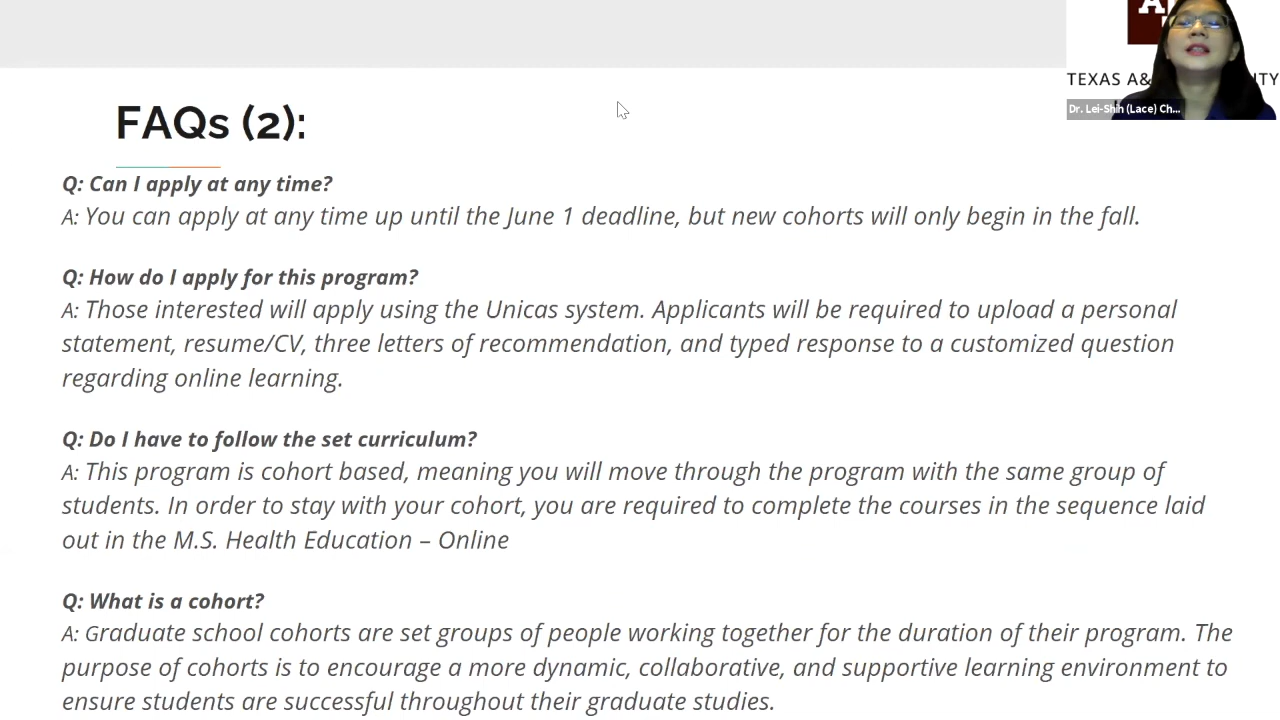 FAQs (2):
TEXAS A&
ITY
Dr. Lei-Shih (Lace) Ch...
Q: Can I apply at any time?
A: You can apply at any time up until the June 1 deadline, but new cohorts will only begin in the fall.
Q: How do I apply for this program?
A: Those interested will apply using the Unicas system. Applicants will be required to upload a personal
statement, resume/CV, three letters of recommendation, and typed response to a customized question
regarding online learning.
Q: Do I have to follow the set curriculum?
A: This program is cohort based, meaning you will move through the program with the same group of
students. In order to stay with your cohort, you are required to complete the courses in the sequence laid
out in the M.S. Health Education – Online
Q: What is a cohort?
A: Graduate school cohorts are set groups of people working together for the duration of their program. The
purpose of cohorts is to encourage a more dynamic, collaborative, and supportive learning environment to
ensure students are successful throughout their graduate studies.